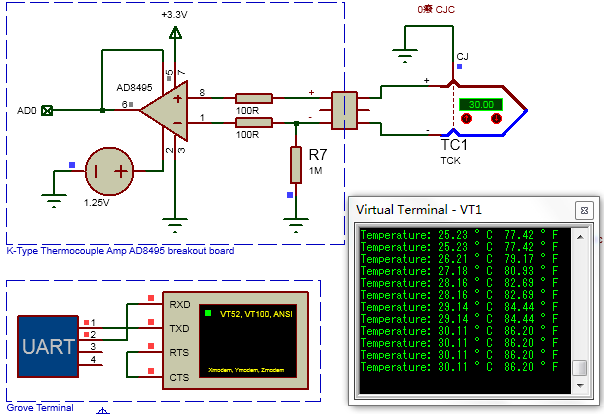 +3.3V
0癈 CJC
CJ
AD8495
5
7
8
100R
+
+
30.00
AD0
6
1
100R
-
-
TC1
TCK
2
3
R7
1M
1.25V
K-Type Thermocouple Amp AD8495 breakout board
Virtual Terminal - VT1
Temperature: 25.23 ° C 77.42 ° F
Temperature: 25.23 ° C 77.42 ° F
Temperature: 26.21 ° C 79.17 ° F
Temperature: 27.18 ° C 80.93 ° F
Temperature: 28.16 ° C 82.69 ° F
Temperature: 28.16 ° C 82.69 ° F
Temperature: 29.14 ° C 84.44 ° F
Temperature: 29.14 ° C 84.44 ° F
Temperature: 30.11 ° C 86.20 ° F
Temperature: 30.11 ° C 86.20 ° F
Temperature: 30.11 ° C 86.20 ° F
Temperature: 30.11 ° C 86.20 ° F
UART
1
2
3
4
RXD
TXD
RTS
CTS
VT52, VT100, ANSI
Xmodem, Ymodem, Zmodem
Grove Terminal